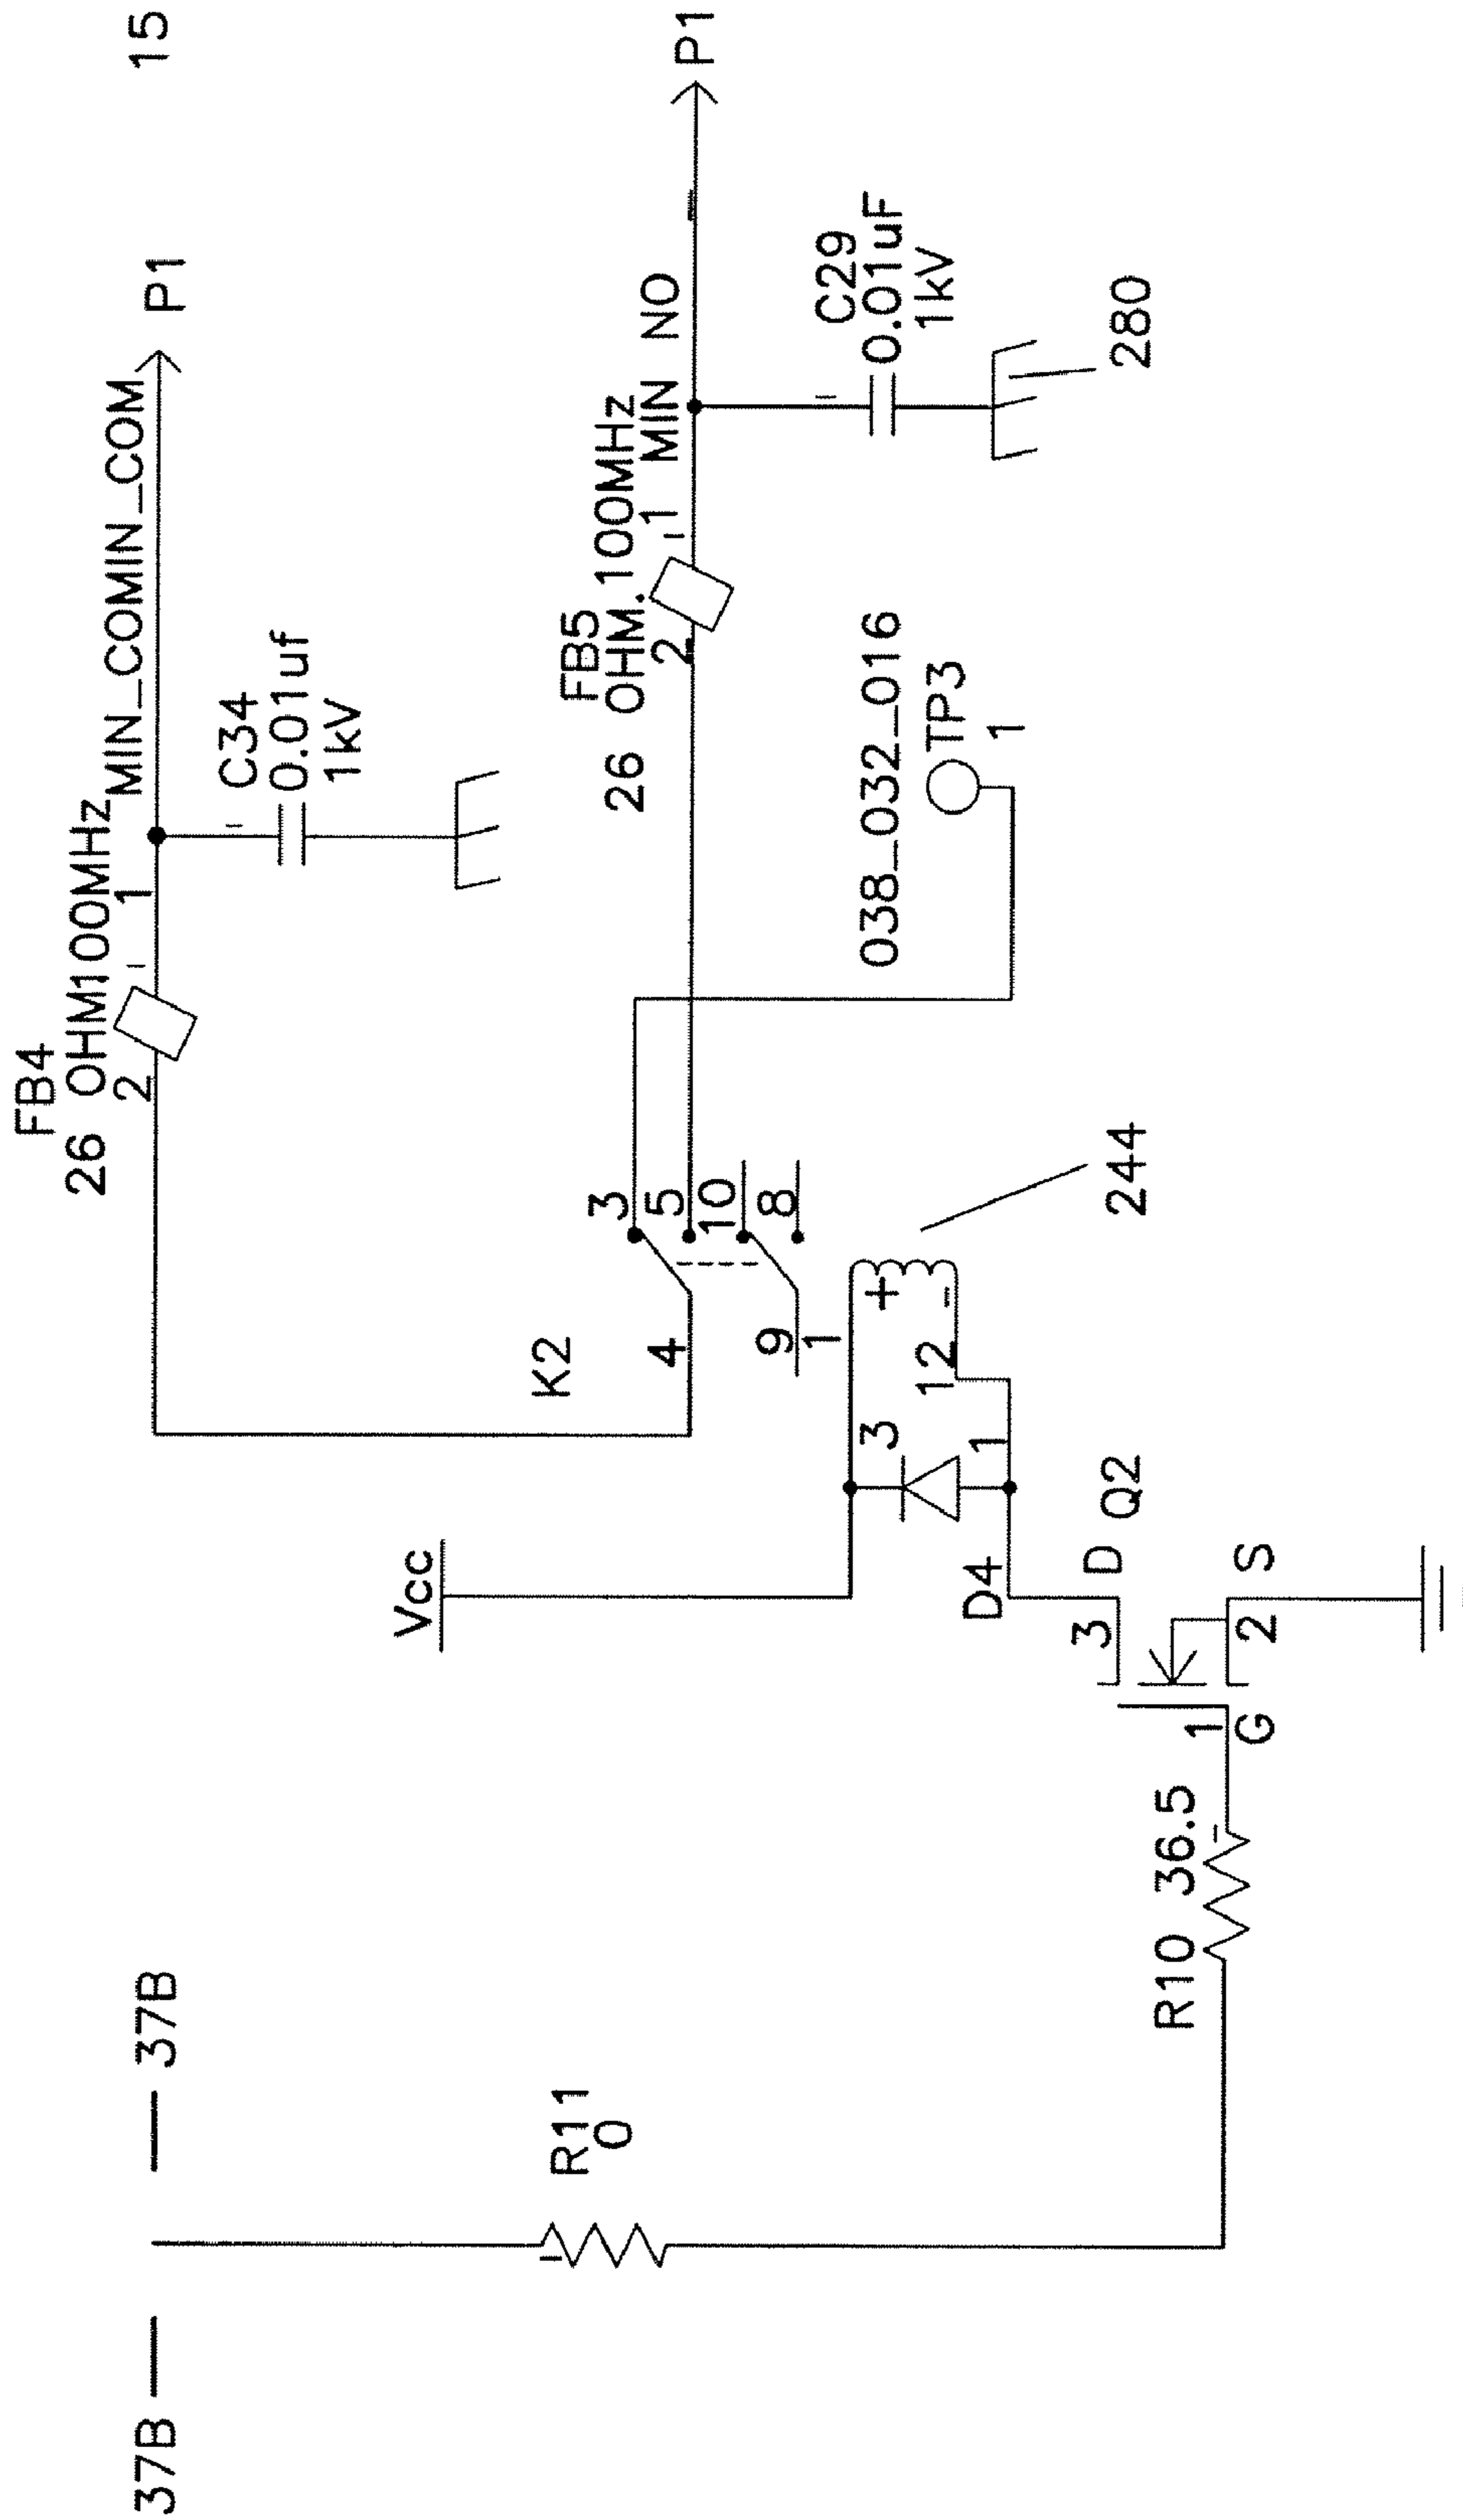 15
P1
MIN_COMIN_COM
FB4
26 OHM100MHz
2
1
C34
0.01uf
1kV
P1
MIN NO
FB5
26 OHM.100MHz
2
1
C29
0.01uF
1kV
280
038_032_016
TP3
1
K2
3
5
10
8
4
9
1
12
+
-
244
Vcc
3
1
D4
D
Q2
3
S
2
1
G
R10 36.5
R11
0
37B
37B